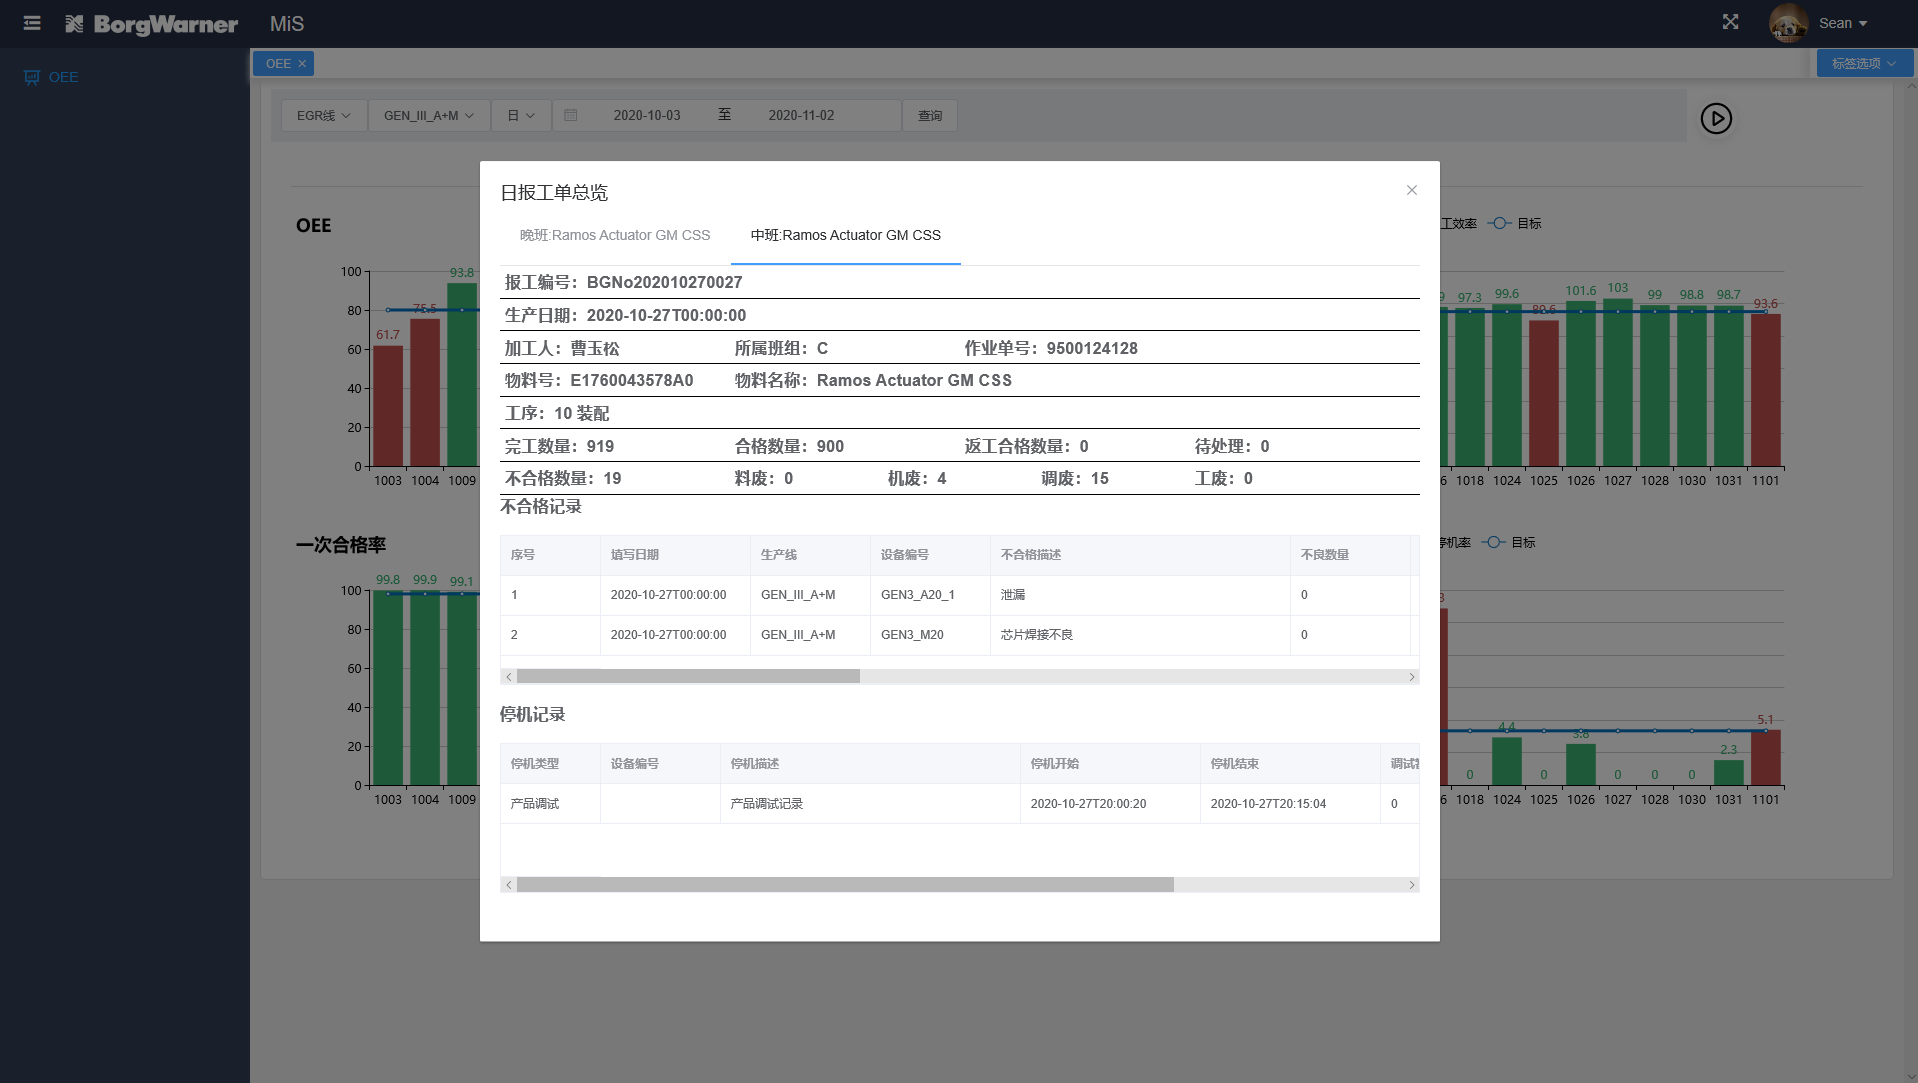 BorgWarner MiS Sean
OEE
OEE
标签选项
EGR线 GEN_III_A+M 日 2020-10-03 至 2020-11-02 查询
日报工单总览
晚班:Ramos Actuator GM CSS 中班:Ramos Actuator GM CSS
报工编号：BGNo202010270027
生产日期：2020-10-27T00:00:00
加工人：曹玉松 所属班组：C 作业单号：9500124128
物料号：E1760043578A0 物料名称：Ramos Actuator GM CSS
工序：10 装配
完工数量：919 合格数量：900 返工合格数量：0 待处理：0
不合格数量：19 料废：0 机废：4 调废：15 工废：0
不合格记录
序号 填写日期 生产线 设备编号 不合格描述 不良数量
1 2020-10-27T00:00:00 GEN_III_A+M GEN3_A20_1 泄漏 0
2 2020-10-27T00:00:00 GEN_III_A+M GEN3_M20 芯片焊接不良 0
停机记录
停机类型 设备编号 停机描述 停机开始 停机结束 调试
产品调试 产品调试记录 2020-10-27T20:00:20 2020-10-27T20:15:04 0
OEE
100
80
60
40
20
0
61.7 75.5 93.8
1003 1004 1009
一次合格率
99.8 99.9 99.1
100
80
60
40
20
0
1003 1004 1009
工效率 目标
9 97.3 99.6 89.6 101.6 103 99 98.8 98.7 93.6
6 1018 1024 1025 1026 1027 1028 1030 1031 1101
停机率 目标
3 0 4.4 0 3.8 0 0 0 2.3 5.1
6 1018 1024 1025 1026 1027 1028 1030 1031 1101